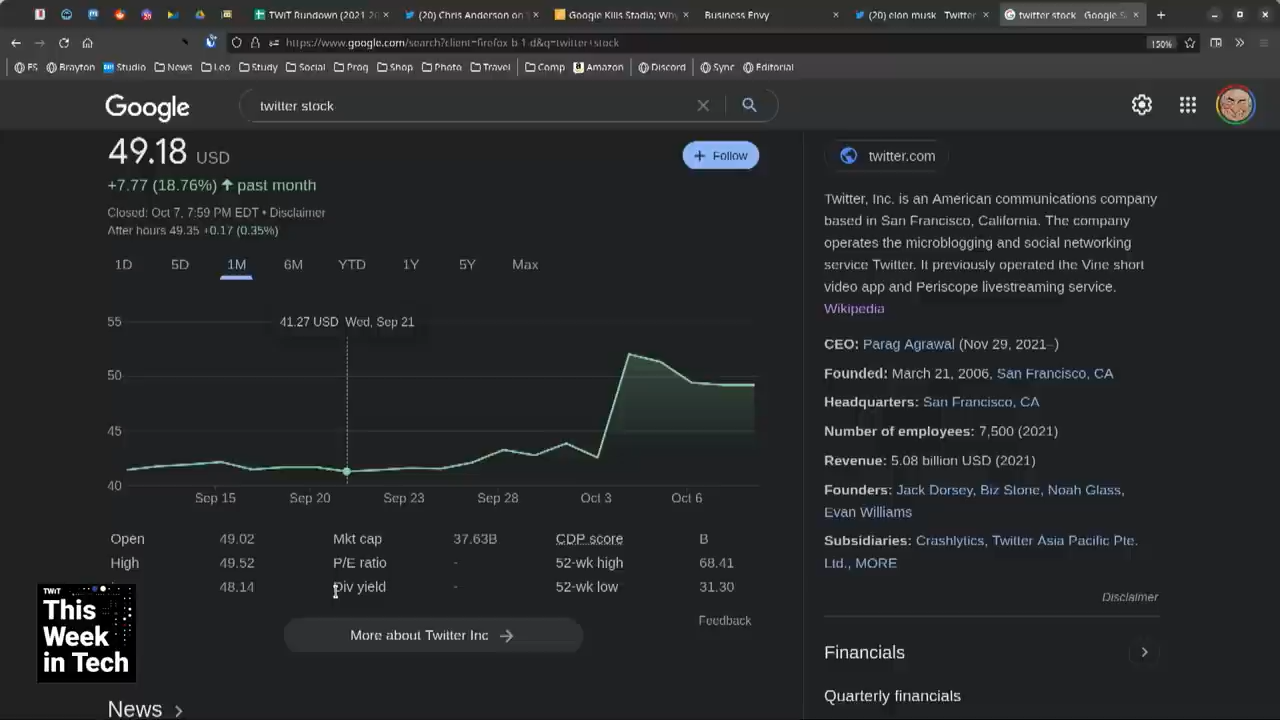 TWiT Rundown (2021 2
(20) Chris Anderson on
Google Kills Stadia; Why
Business Envy
(20) elon musk Twitter
twitter stock Google S
https://www.google.com/search?client=firefox b 1 d&q=twitter+stock
150%
FS Brayton Studio News Leo Study Social Prog Shop Photo Travel Comp Amazon Discord Sync Editorial
Google
twitter stock
49.18 USD
+ Follow
+7.77 (18.76%) ↑ past month
Closed: Oct 7, 7:59 PM EDT • Disclaimer
After hours 49.35 +0.17 (0.35%)
1D 5D 1M 6M YTD 1Y 5Y Max
41.27 USD Wed, Sep 21
55
50
45
40
Sep 15 Sep 20 Sep 23 Sep 28 Oct 3 Oct 6
Open 49.02 Mkt cap 37.63B CDP score B
High 49.52 P/E ratio - 52-wk high 68.41
48.14 Div yield - 52-wk low 31.30
Feedback
More about Twitter Inc →
News
twitter.com
Twitter, Inc. is an American communications company
based in San Francisco, California. The company
operates the microblogging and social networking
service Twitter. It previously operated the Vine short
video app and Periscope livestreaming service.
Wikipedia
CEO: Parag Agrawal (Nov 29, 2021–)
Founded: March 21, 2006, San Francisco, CA
Headquarters: San Francisco, CA
Number of employees: 7,500 (2021)
Revenue: 5.08 billion USD (2021)
Founders: Jack Dorsey, Biz Stone, Noah Glass,
Evan Williams
Subsidiaries: Crashlytics, Twitter Asia Pacific Pte.
Ltd., MORE
Disclaimer
Financials
Quarterly financials
TWiT
This
Week
in Tech